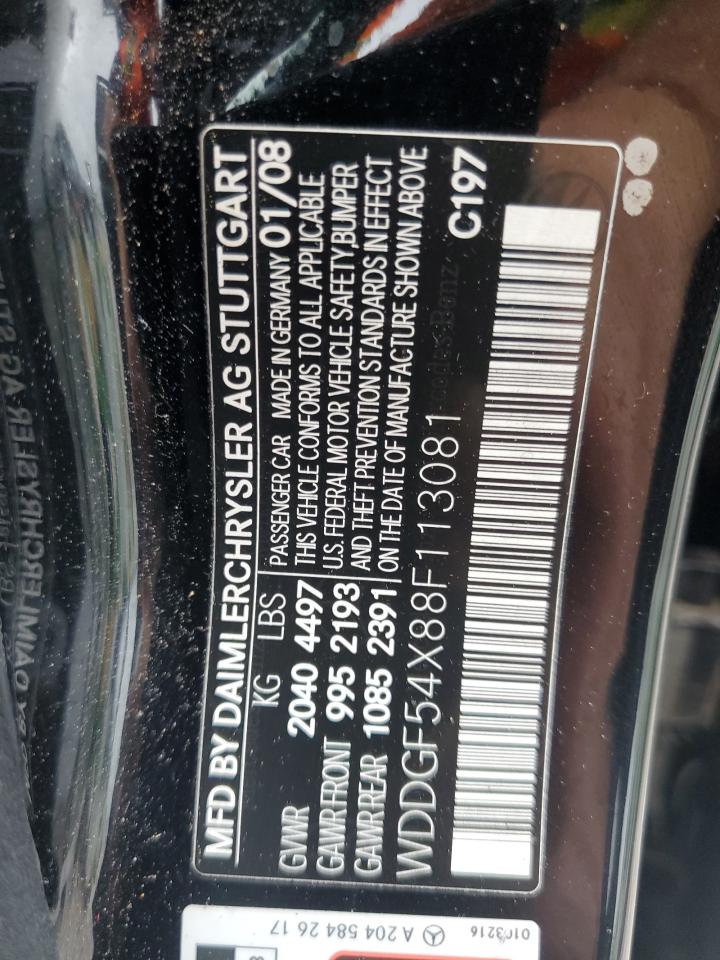 MFD BY DAIMLERCHRYSLER AG STUTTGART
KG LBS
GVWR 2040 4497
GAWR FRONT 995 2193
GAWR REAR 1085 2391
PASSENGER CAR MADE IN GERMANY 01/08
THIS VEHICLE CONFORMS TO ALL APPLICABLE
U.S. FEDERAL MOTOR VEHICLE SAFETY,BUMPER
AND THEFT PREVENTION STANDARDS IN EFFECT
ON THE DATE OF MANUFACTURE SHOWN ABOVE
WDDGF54X88F113081
C197
A 204 584 26 17